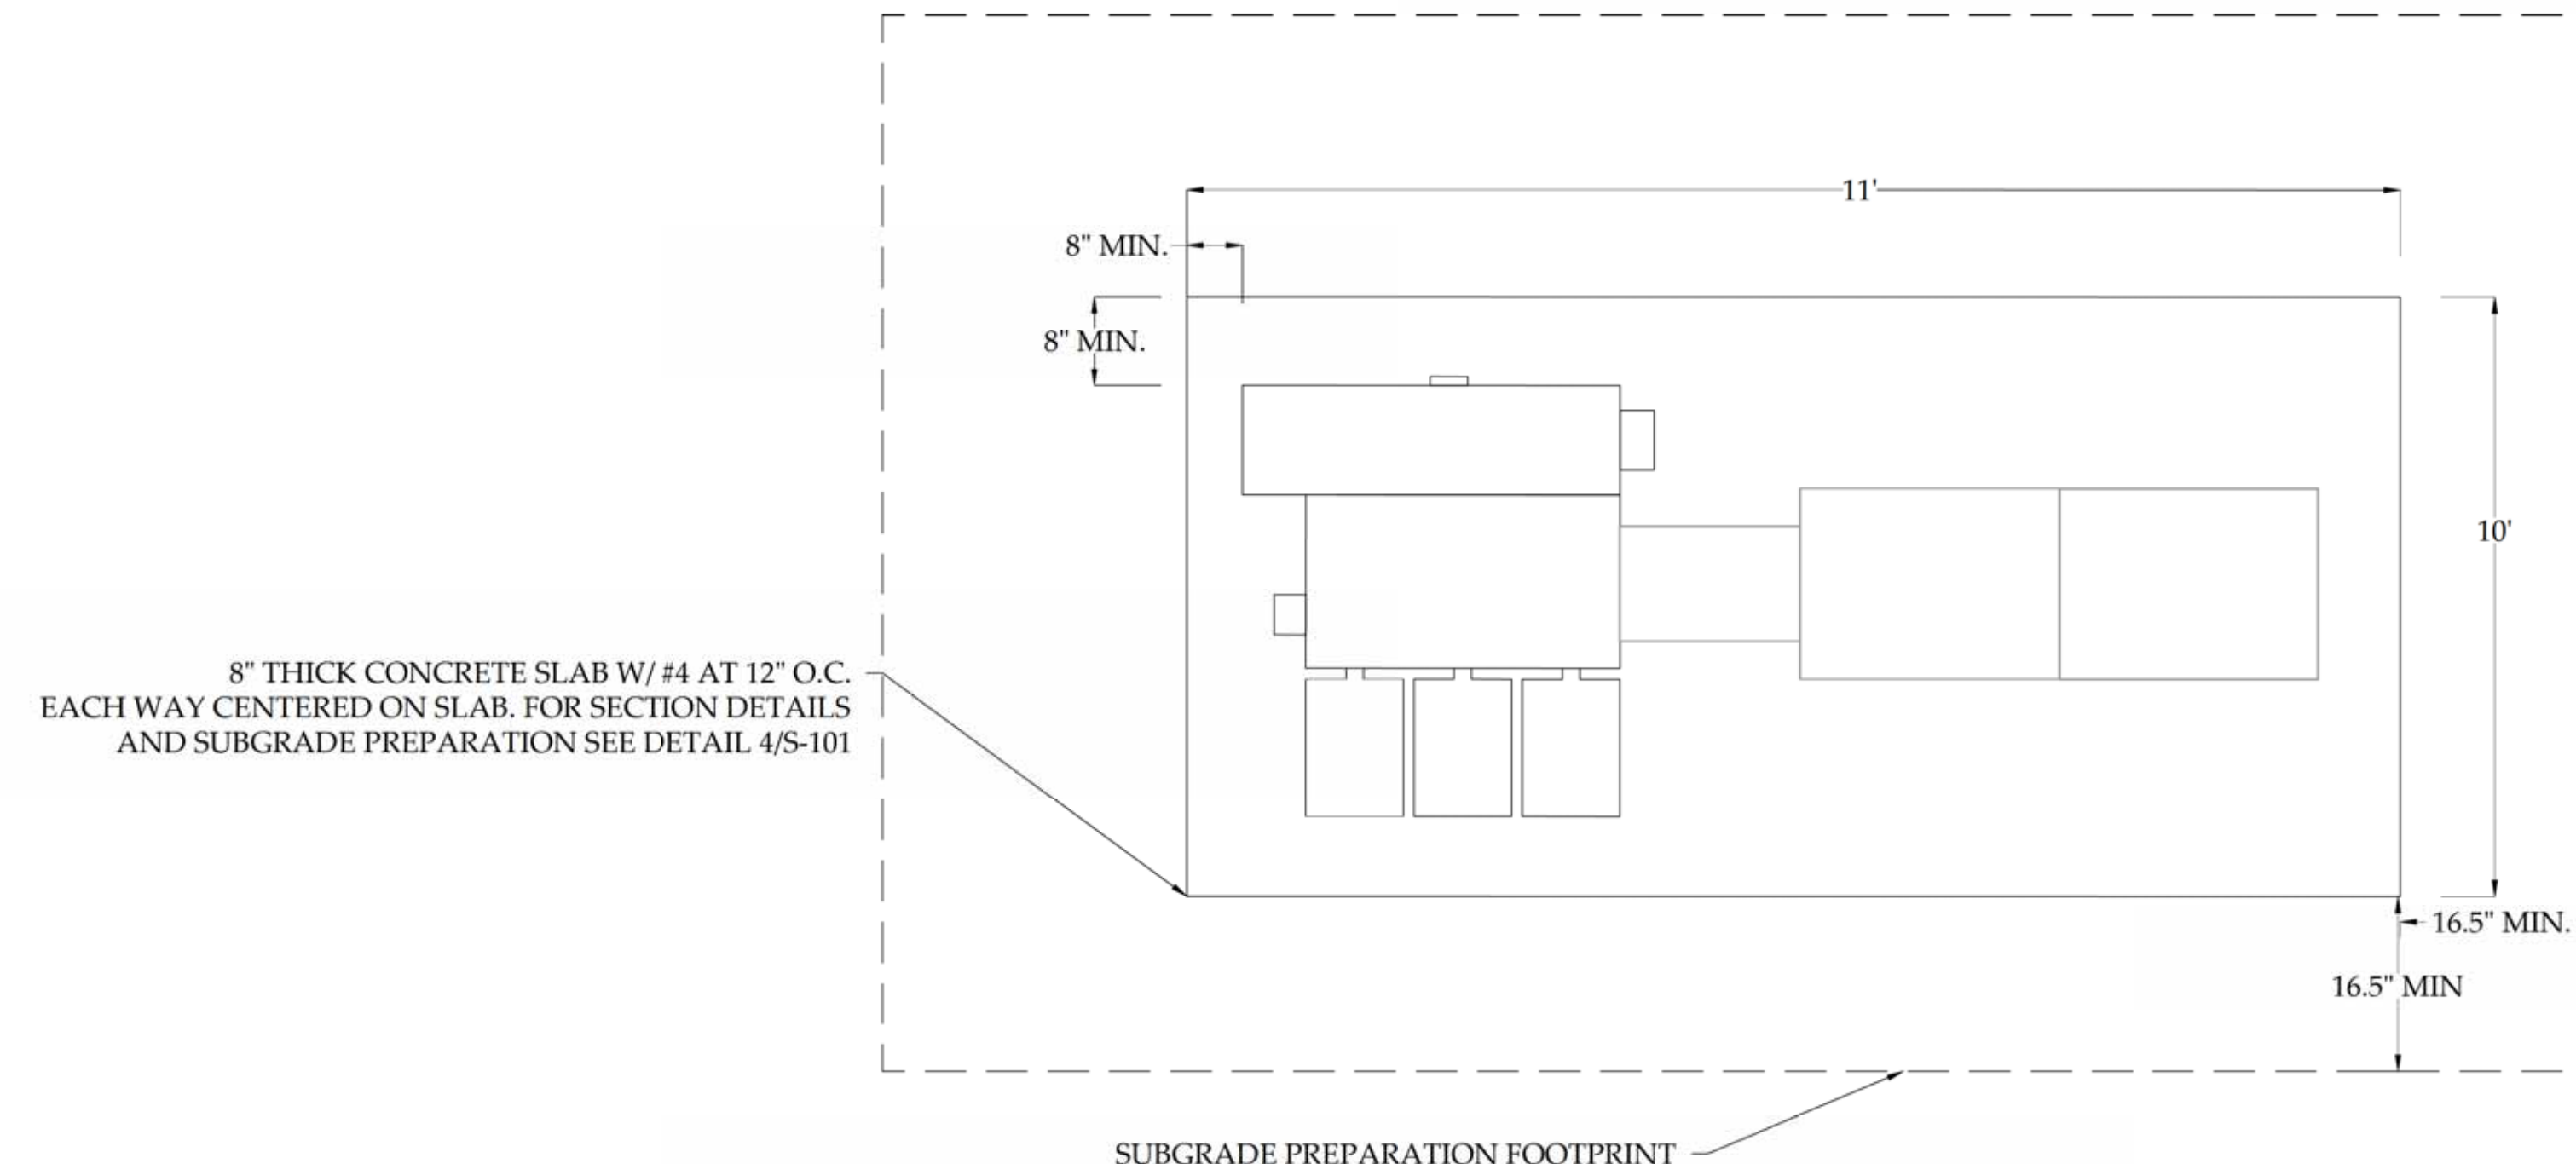 11'
8" MIN.
8" MIN.
10'
8" THICK CONCRETE SLAB W/ #4 AT 12" O.C.
EACH WAY CENTERED ON SLAB. FOR SECTION DETAILS
AND SUBGRADE PREPARATION SEE DETAIL 4/S-101
16.5" MIN.
16.5" MIN
SUBGRADE PREPARATION FOOTPRINT